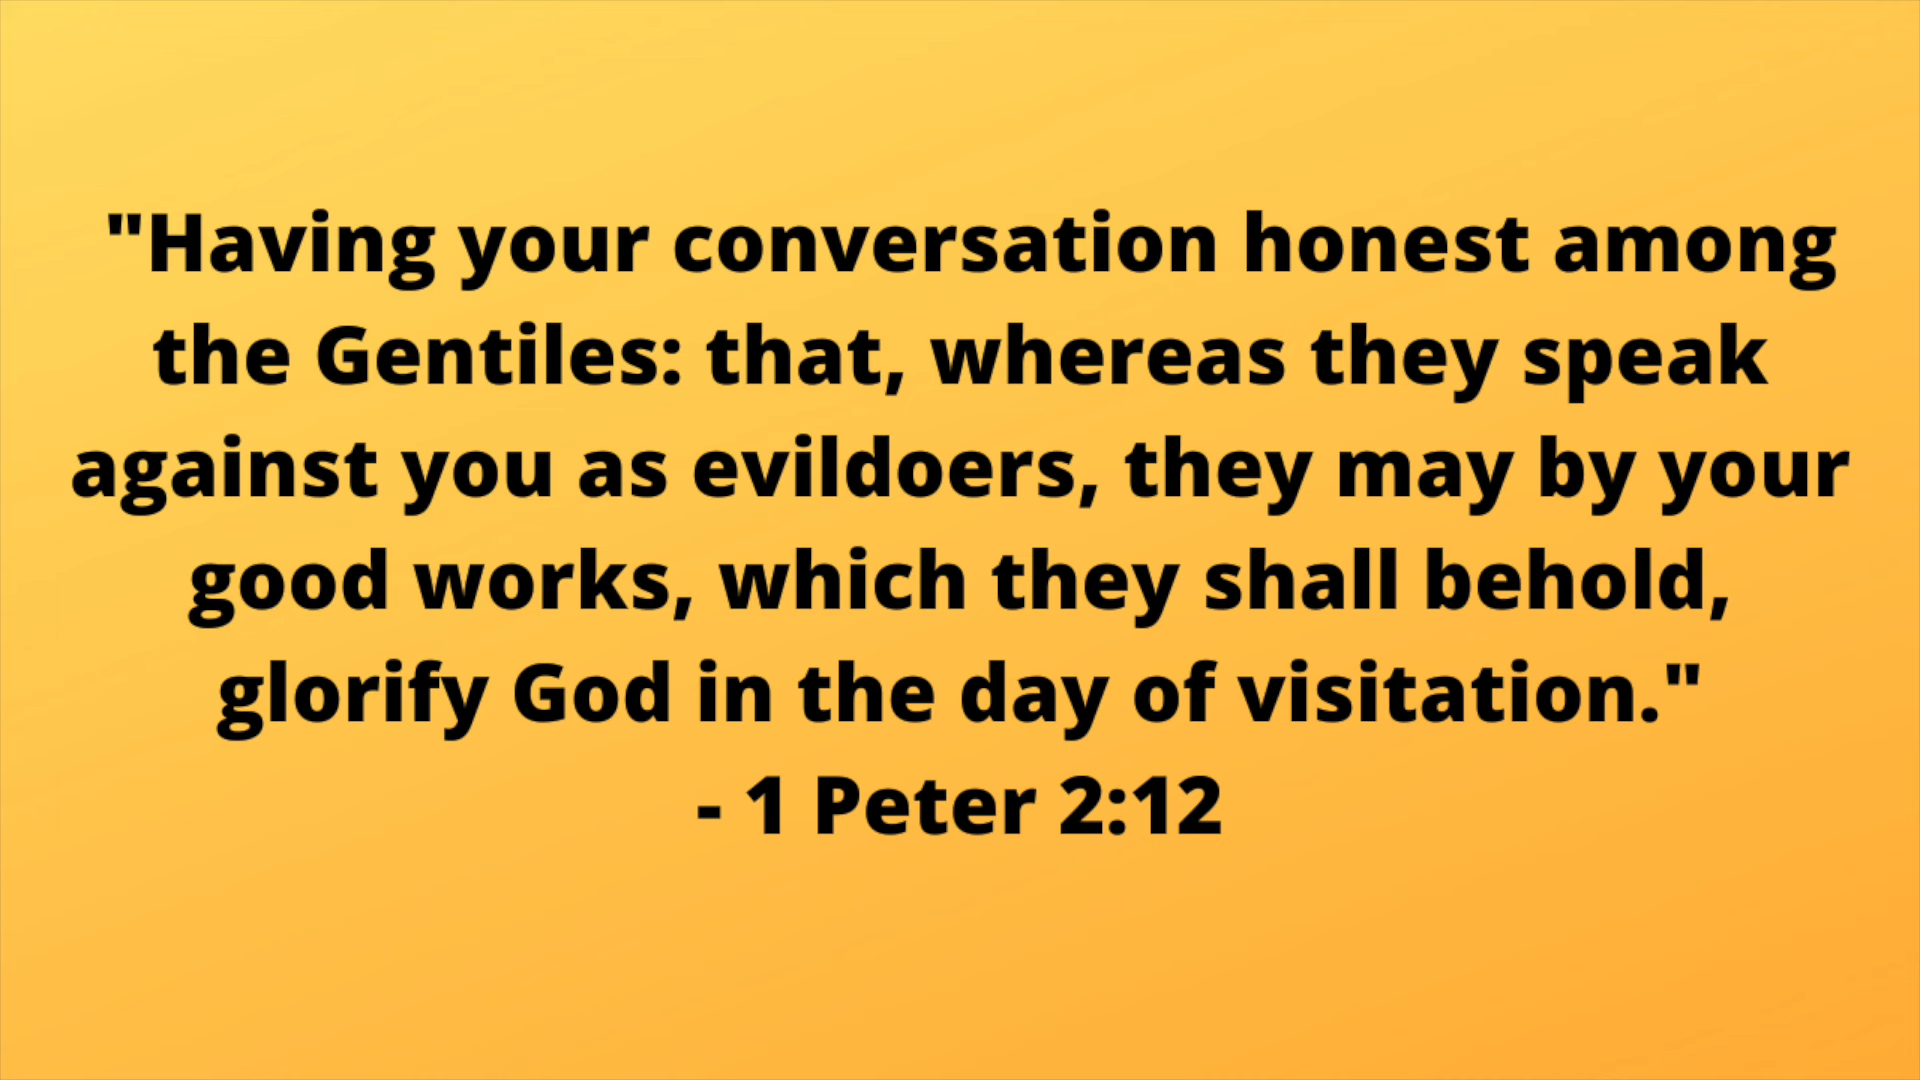 "Having your conversation honest among
the Gentiles: that, whereas they speak
against you as evildoers, they may by your
good works, which they shall behold,
glorify God in the day of visitation."
- 1 Peter 2:12